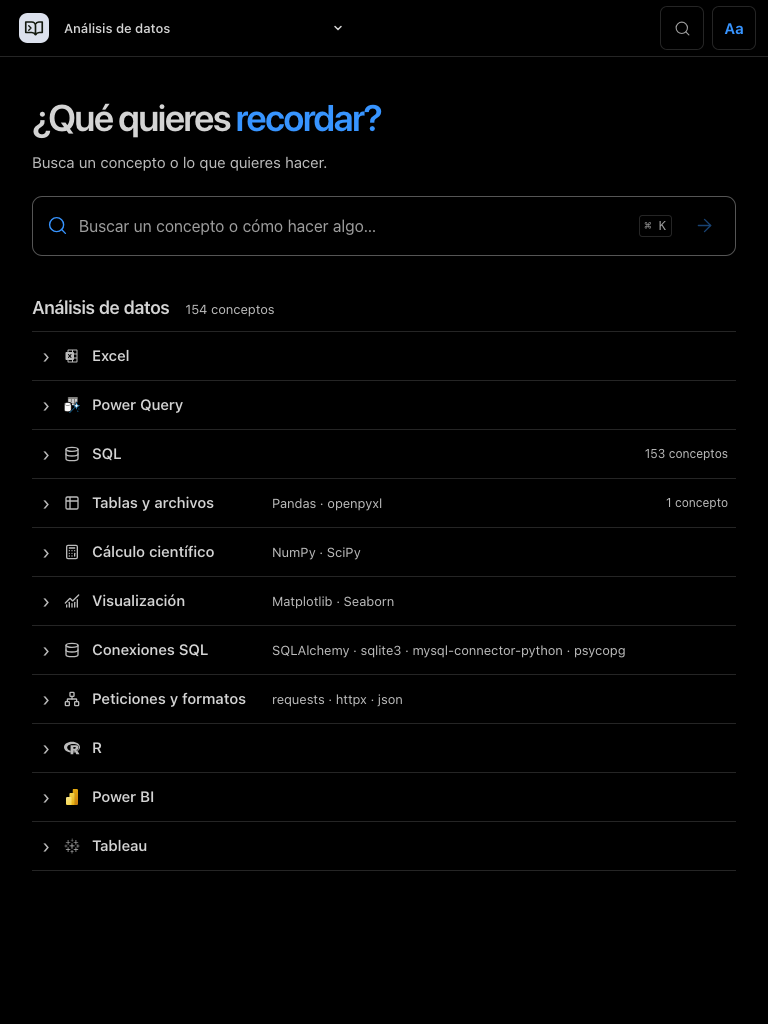 Análisis de datos
Aa
¿Qué quieres recordar?
Busca un concepto o lo que quieres hacer.
Buscar un concepto o cómo hacer algo... ⌘ K
Análisis de datos 154 conceptos
Excel
Power Query
SQL 153 conceptos
Tablas y archivos Pandas · openpyxl 1 concepto
Cálculo científico NumPy · SciPy
Visualización Matplotlib · Seaborn
Conexiones SQL SQLAlchemy · sqlite3 · mysql-connector-python · psycopg
Peticiones y formatos requests · httpx · json
R
Power BI
Tableau